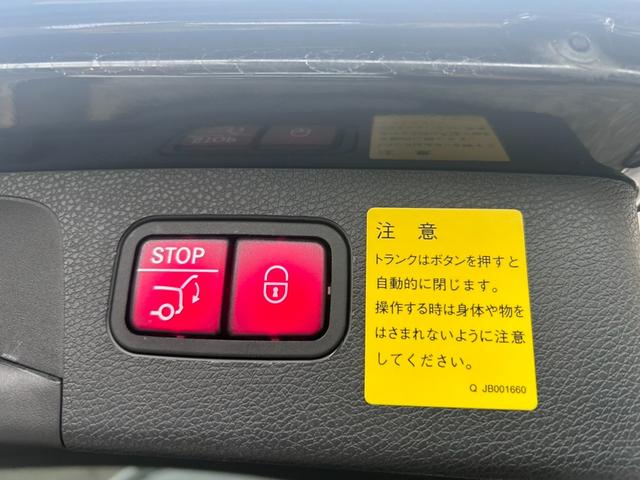 STOP
注 意
トランクはボタンを押すと
自動的に閉じます。
操作する時は身体や物を
はさまれないように注意
してください。
Q JB001660